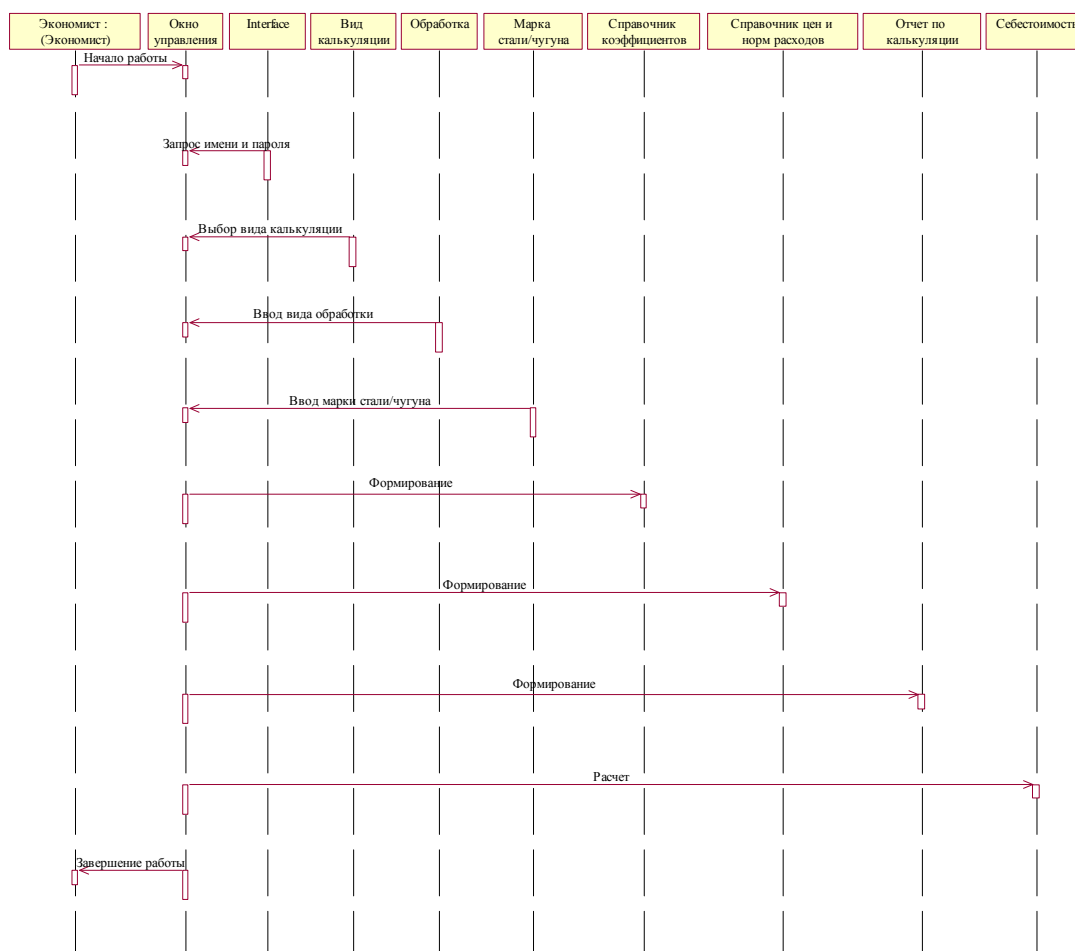 Экономист :
(Экономист)
Окно
управления
Interface
Вид
калькуляции
Обработка
Марка
стали/чугуна
Справочник
коэффициентов
Справочник цен и
норм расходов
Отчет по
калькуляции
Себестоимость
Начало работы
Запрос имени и пароля
Выбор вида калькуляции
Ввод вида обработки
Ввод марки стали/чугуна
Формирование
Формирование
Формирование
Расчет
Завершение работы